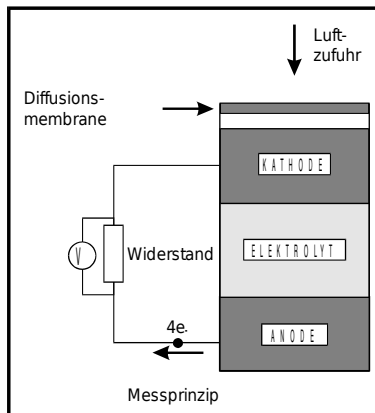 Luft-
zufuhr
Diffusions-
membrane
KATHODE
V
Widerstand
ELEKTROLYT
4e-
ANODE
Messprinzip